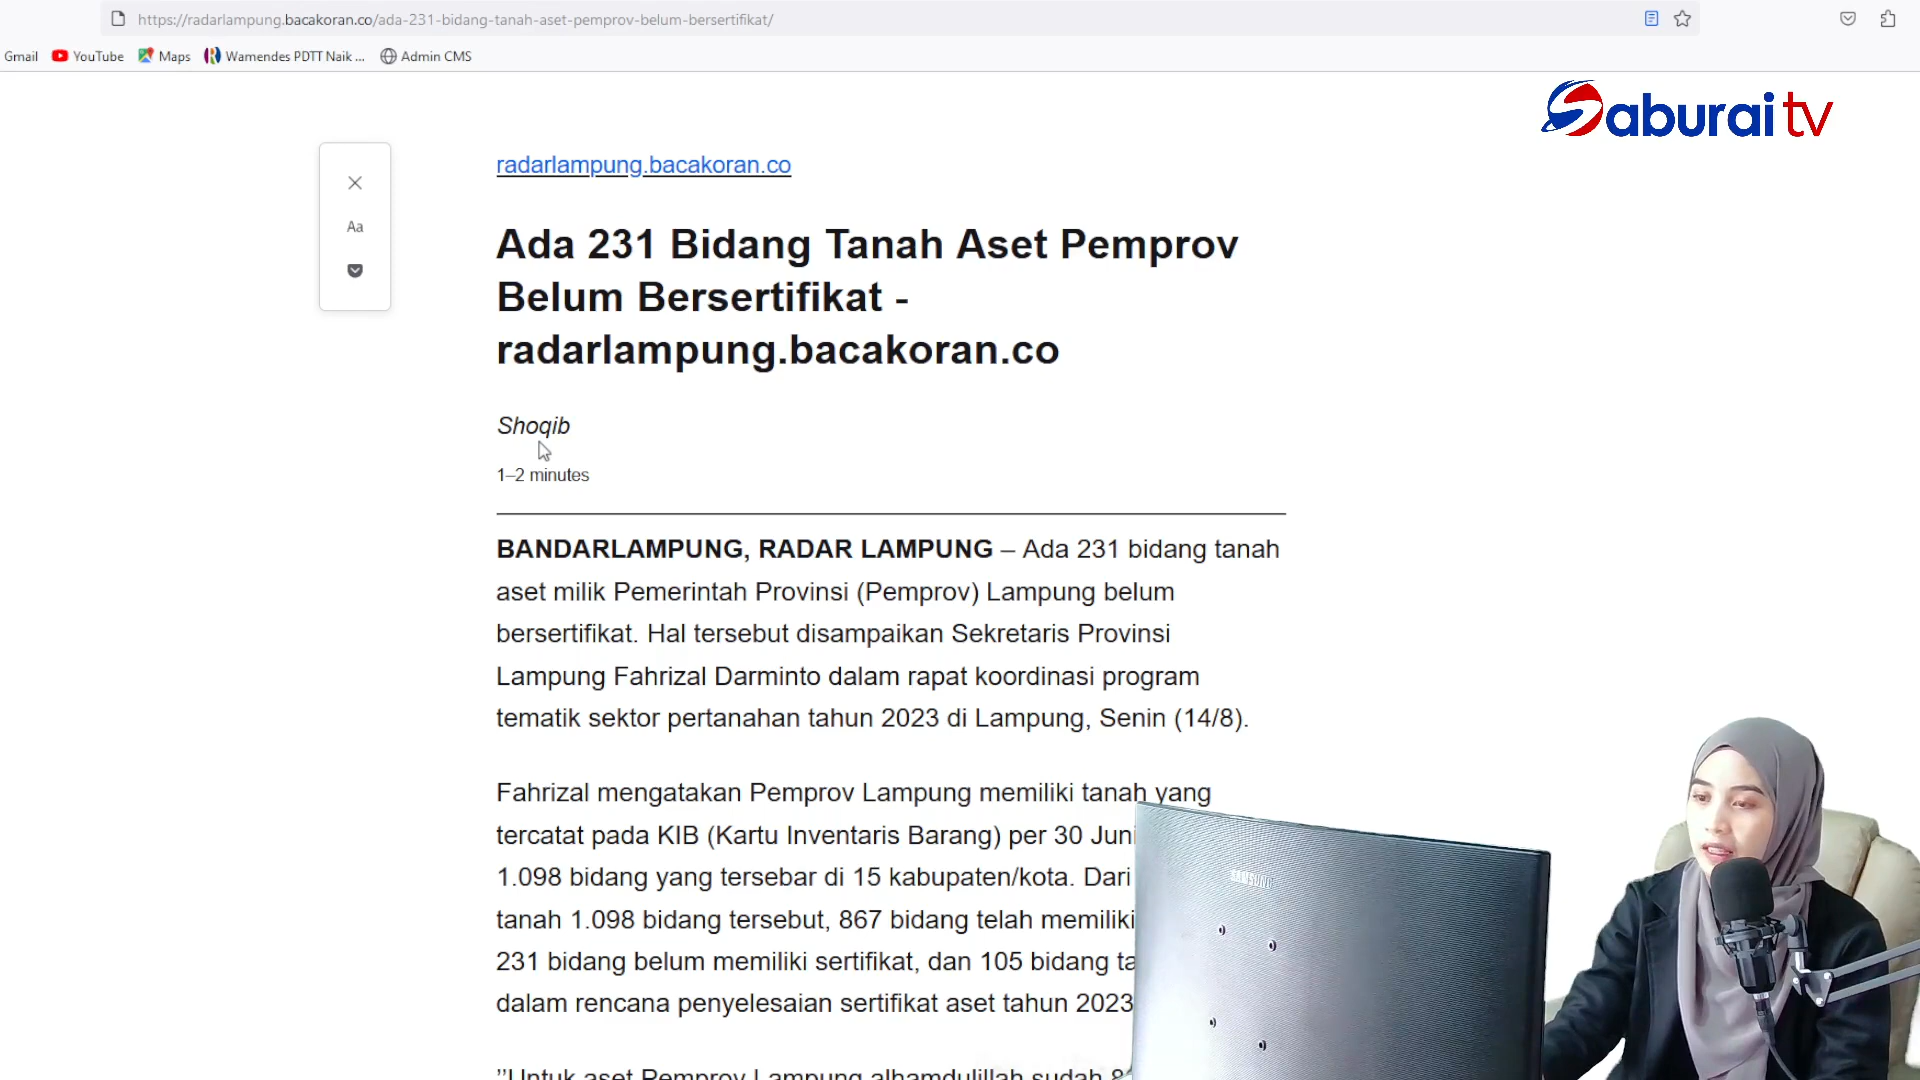 https://radarlampung.bacakoran.co/ada-231-bidang-tanah-aset-pemprov-belum-bersertifikat/
Gmail YouTube Maps Wamendes PDTT Naik ... Admin CMS
Saburai tv
radarlampung.bacakoran.co
Aa
Ada 231 Bidang Tanah Aset Pemprov
Belum Bersertifikat -
radarlampung.bacakoran.co
Shoqib
1–2 minutes
BANDARLAMPUNG, RADAR LAMPUNG – Ada 231 bidang tanah
aset milik Pemerintah Provinsi (Pemprov) Lampung belum
bersertifikat. Hal tersebut disampaikan Sekretaris Provinsi
Lampung Fahrizal Darminto dalam rapat koordinasi program
tematik sektor pertanahan tahun 2023 di Lampung, Senin (14/8).
Fahrizal mengatakan Pemprov Lampung memiliki tanah yang
tercatat pada KIB (Kartu Inventaris Barang) per 30 Juni
1.098 bidang yang tersebar di 15 kabupaten/kota. Dari
tanah 1.098 bidang tersebut, 867 bidang telah memiliki
231 bidang belum memiliki sertifikat, dan 105 bidang
dalam rencana penyelesaian sertifikat aset tahun 2023
"Untuk aset Pemprov Lampung alhamdulillah sudah
SAMSUNG